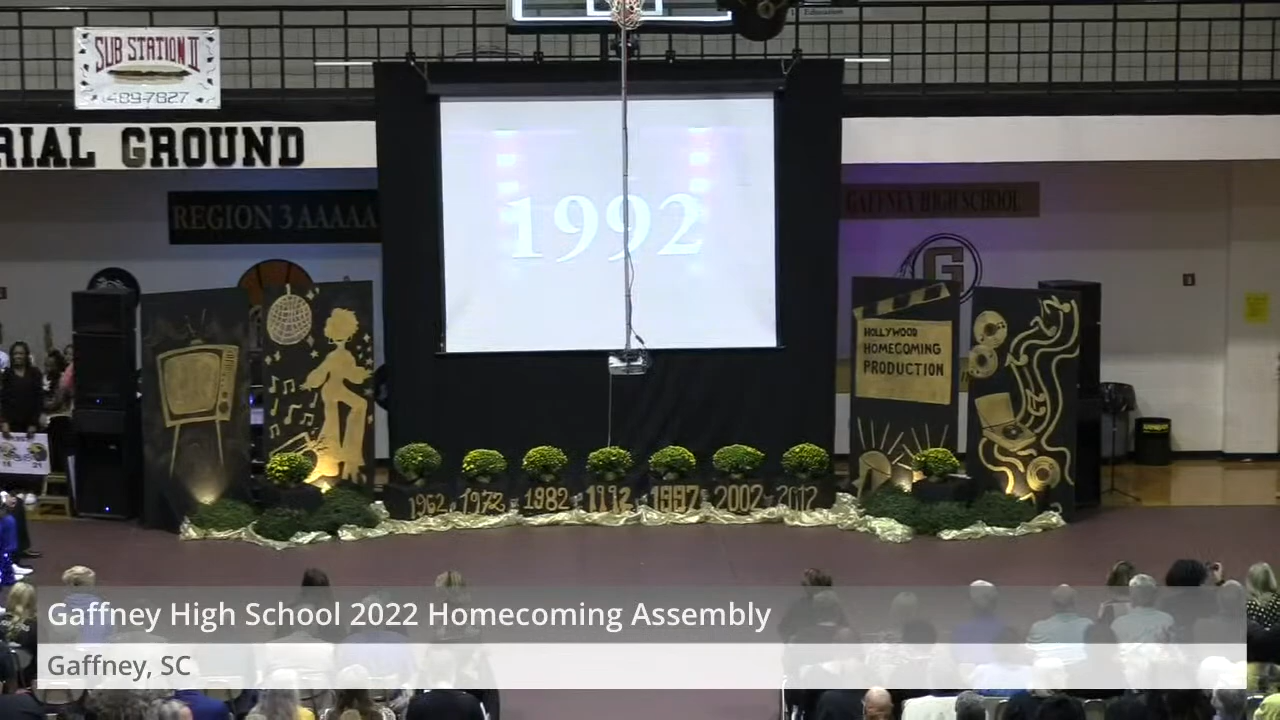 Education
SUB STATION II
489-7827
RIAL GROUND
REGION 3 AAAAA
1992
GAFFNEY HIGH SCHOOL
G
HOLLYWOOD
HOMECOMING
PRODUCTION
1962 1972 1982 1992 1997 2002 2012
Gaffney High School 2022 Homecoming Assembly
Gaffney, SC